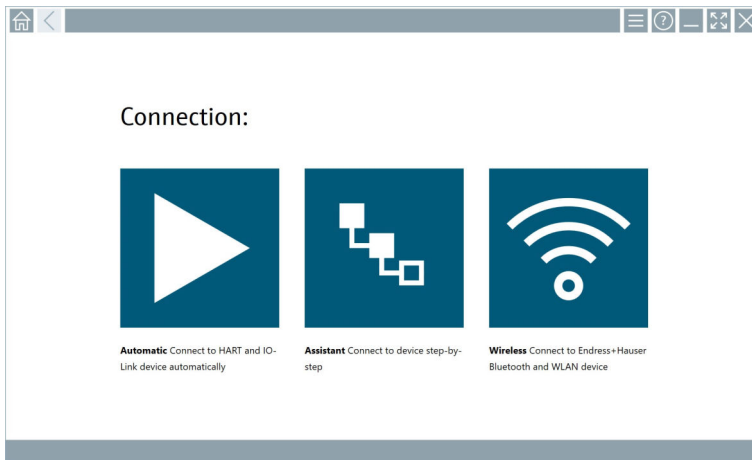 Connection:
Automatic Connect to HART and IO-
Link device automatically
Assistant Connect to device step-by-
step
Wireless Connect to Endress+Hauser
Bluetooth and WLAN device